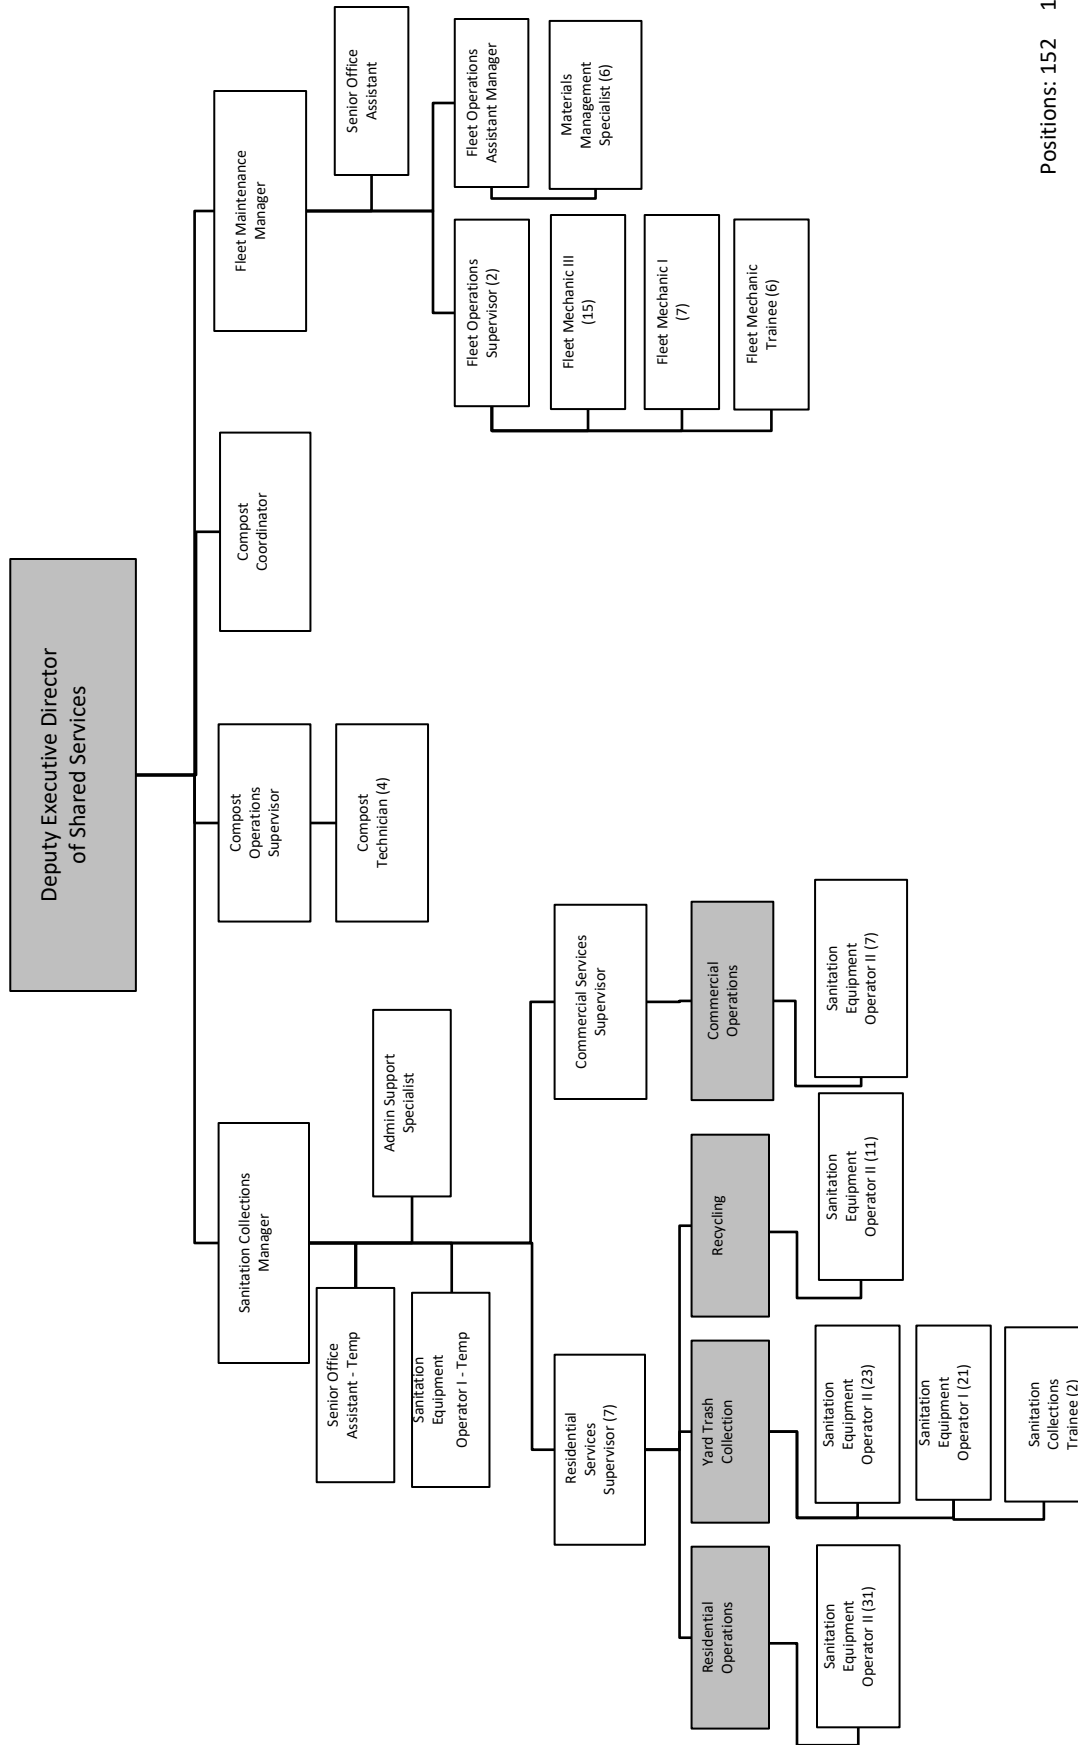 Deputy Executive Director
of Shared Services
Sanitation Collections
Manager
Compost
Operations
Supervisor
Compost
Coordinator
Fleet Maintenance
Manager
Senior Office
Assistant - Temp
Sanitation
Equipment
Operator I - Temp
Admin Support
Specialist
Compost
Technician (4)
Senior Office
Assistant
Residential
Services
Supervisor (7)
Commercial Services
Supervisor
Fleet Operations
Supervisor (2)
Fleet Operations
Assistant Manager
Fleet Mechanic III
(15)
Materials
Management
Specialist (6)
Fleet Mechanic I
(7)
Fleet Mechanic
Trainee (6)
Residential
Operations
Yard Trash
Collection
Recycling
Commercial
Operations
Sanitation
Equipment
Operator II (31)
Sanitation
Equipment
Operator II (23)
Sanitation
Equipment
Operator II (11)
Sanitation
Equipment
Operator II (7)
Sanitation
Equipment
Operator I (21)
Sanitation
Collections
Trainee (2)
Positions: 152 1